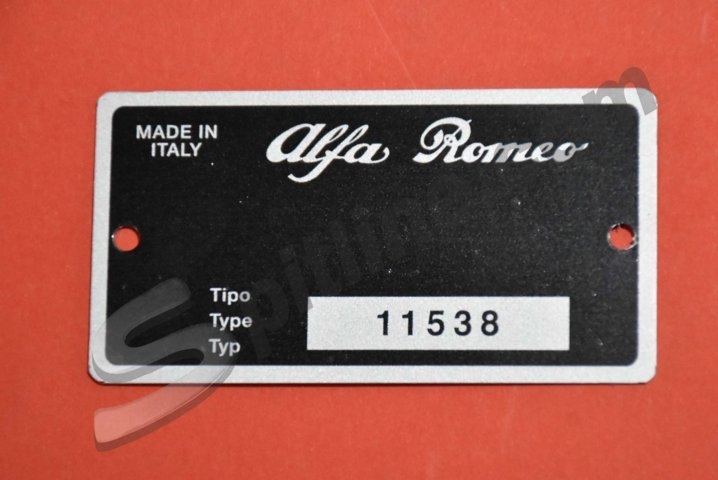 MADE IN
ITALY
Alfa Romeo
Tipo
Type
Typ
11538